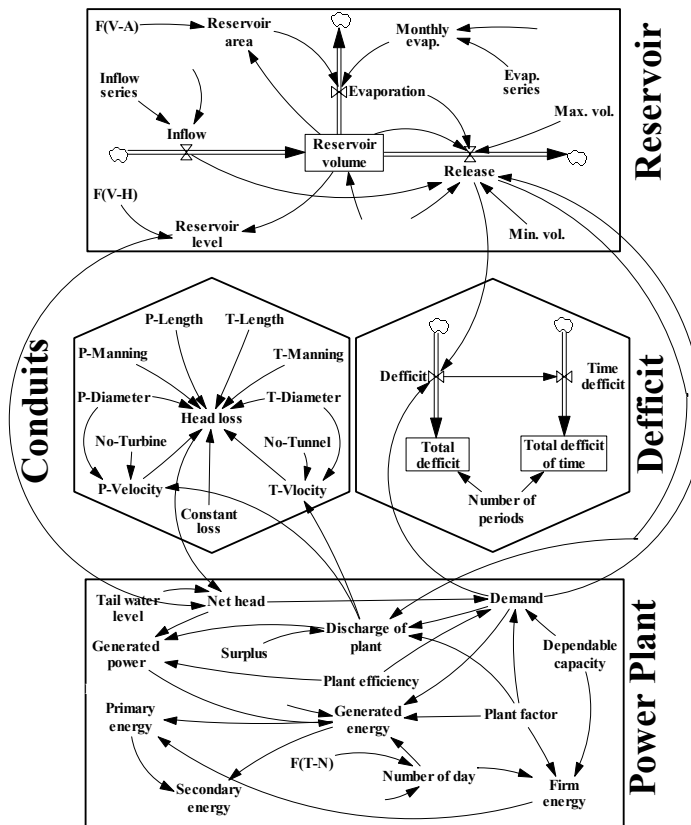 Reservoir
F(V-A)
Reservoir
area
Monthly
evap.
Evap.
series
Inflow
series
Evaporation
Max. vol.
Inflow
Reservoir
volume
Release
F(V-H)
Reservoir
level
Min. vol.
Conduits
P-Length
T-Length
P-Manning
T-Manning
P-Diameter
T-Diameter
Head loss
No-Turbine
No-Tunnel
P-Velocity
T-Vlocity
Constant
loss
Defficit
Defficit
Time
defficit
Total
defficit
Total defficit
of time
Number of
periods
Power Plant
Tail water
level
Net head
Demand
Generated
power
Surplus
Discharge of
plant
Dependable
capacity
Plant efficiency
Primary
energy
Generated
energy
Plant factor
F(T-N)
Number of day
Secondary
energy
Firm
energy